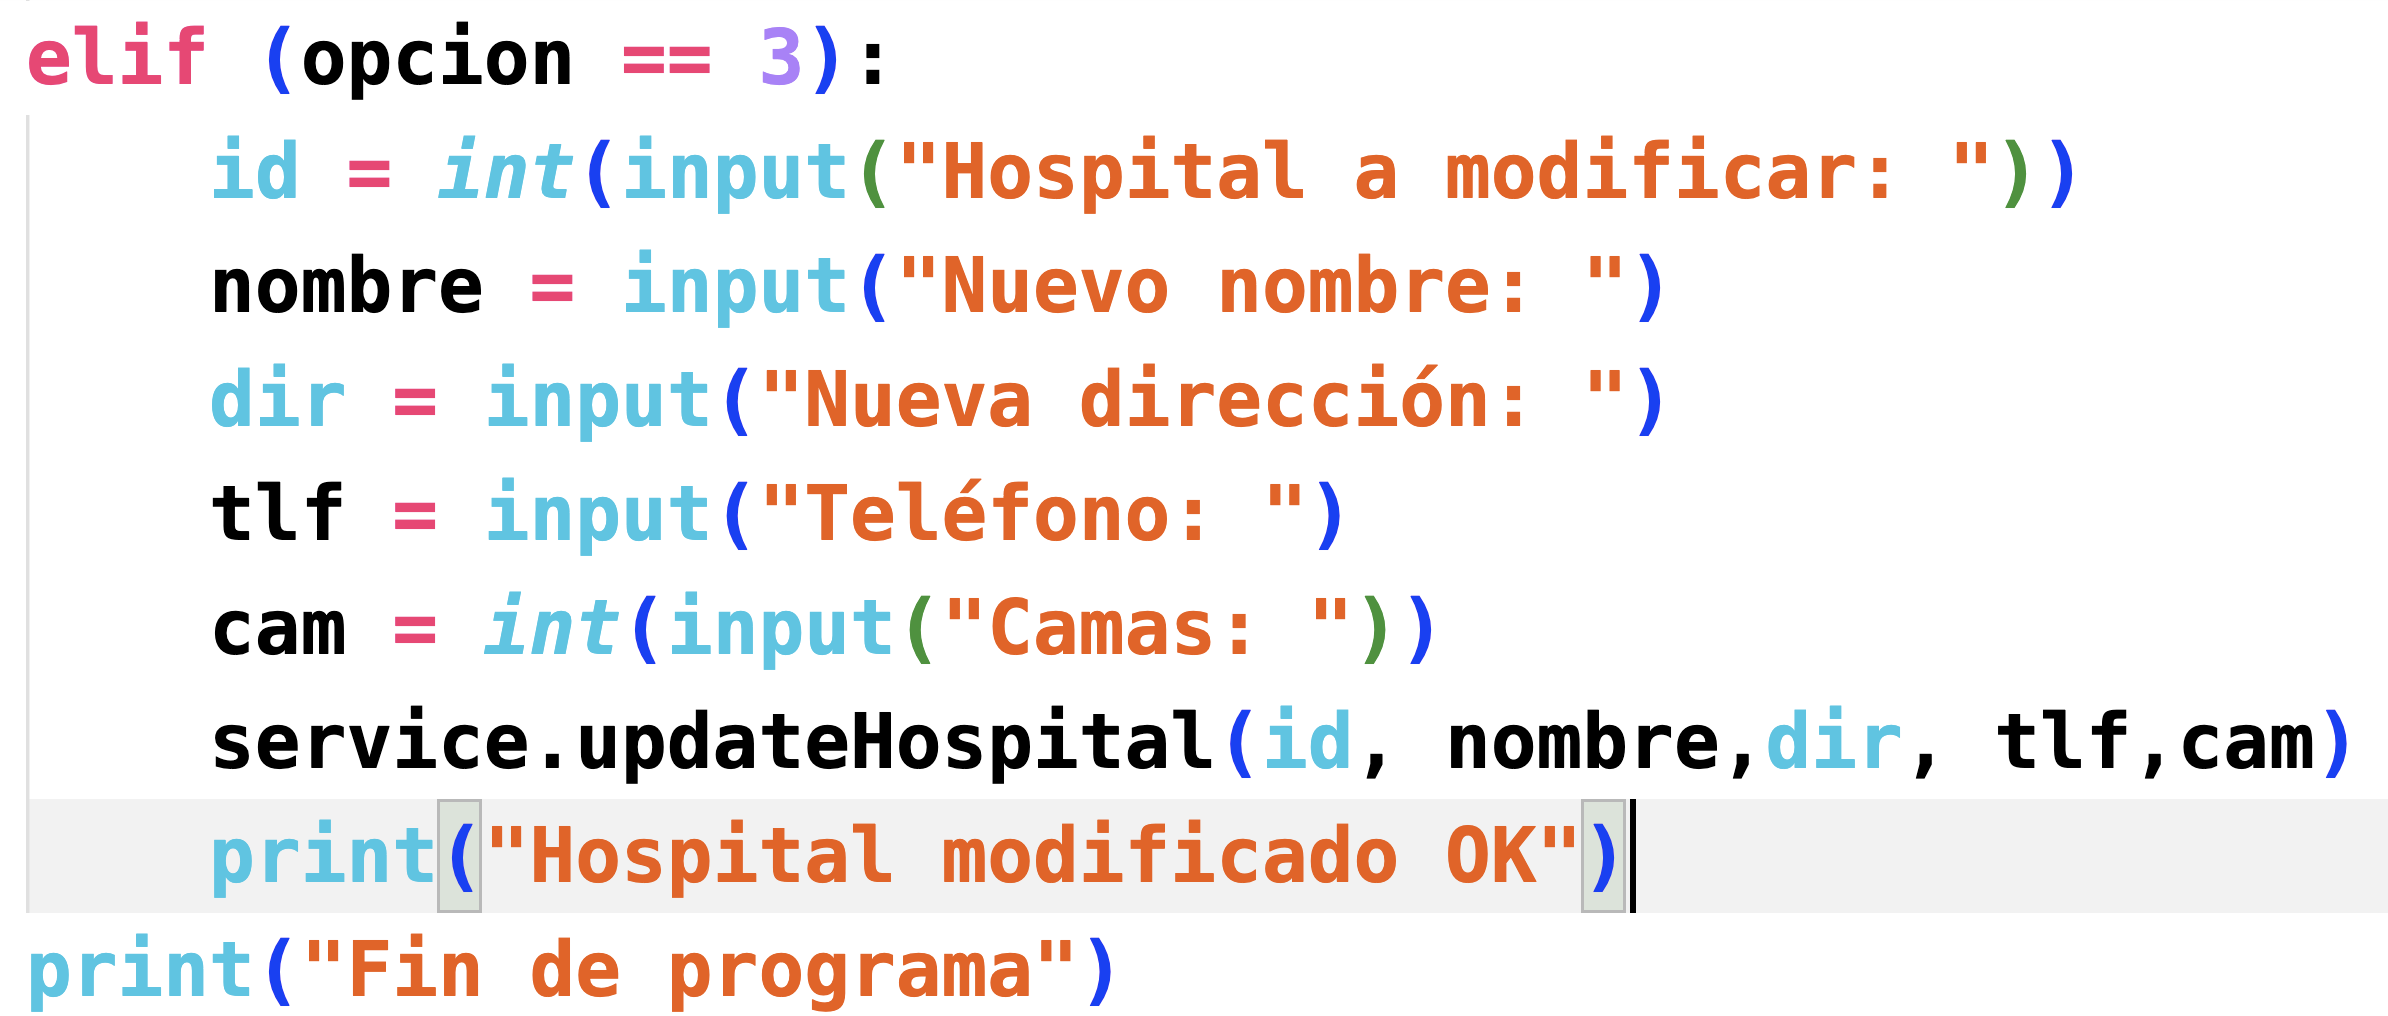 elif (opcion == 3):
    id = int(input("Hospital a modificar: "))
    nombre = input("Nuevo nombre: ")
    dir = input("Nueva dirección: ")
    tlf = input("Teléfono: ")
    cam = int(input("Camas: "))
    service.updateHospital(id, nombre,dir, tlf,cam)
    print("Hospital modificado OK")
print("Fin de programa")